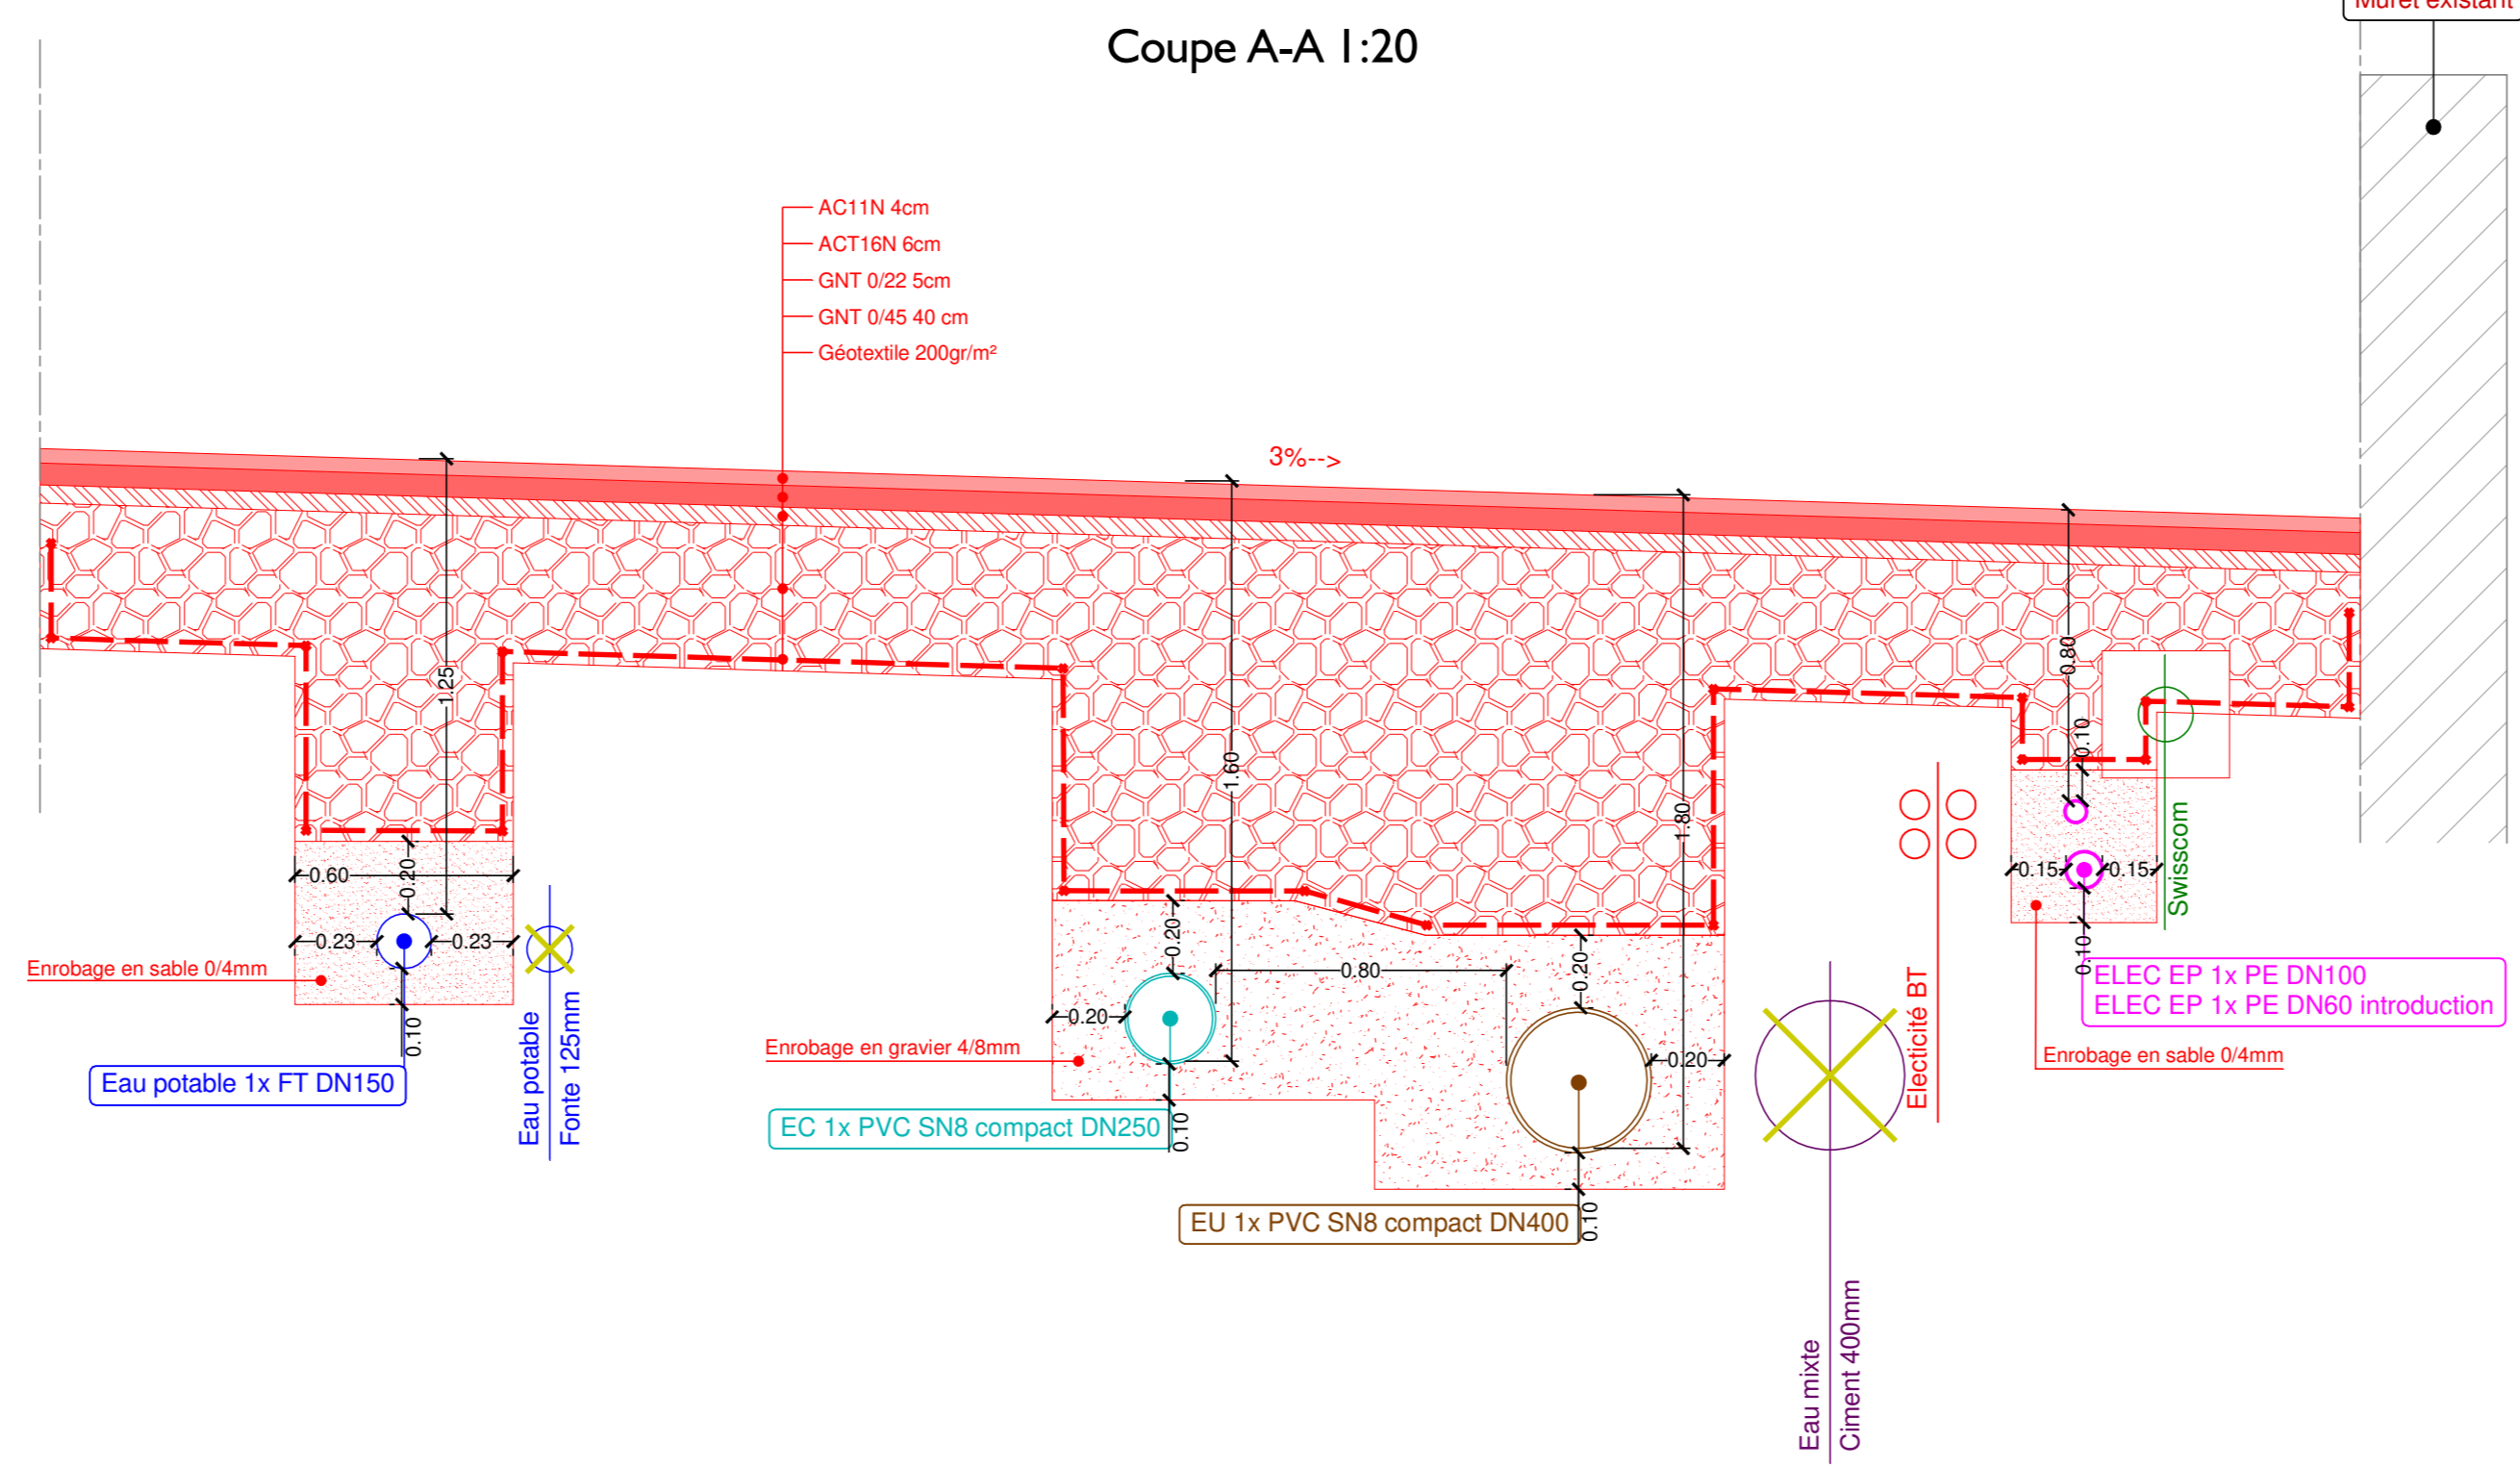 Muret existant
Coupe A-A 1:20
AC11N 4cm
ACT16N 6cm
GNT 0/22 5cm
GNT 0/45 40 cm
Géotextile 200gr/m²
3%-->
1.25
1.60
1.80
0.80
0.10
0.20
0.60
0.23
0.23
0.10
Enrobage en sable 0/4mm
Eau potable 1x FT DN150
Eau potable
Fonte 125mm
0.20
0.80
0.20
0.20
0.20
Enrobage en gravier 4/8mm
EC 1x PVC SN8 compact DN250
0.10
EU 1x PVC SN8 compact DN400
0.10
Eau mixte
Ciment 400mm
Electicité BT
0.15
0.15
0.10
Swisscom
ELEC EP 1x PE DN100
ELEC EP 1x PE DN60 introduction
Enrobage en sable 0/4mm